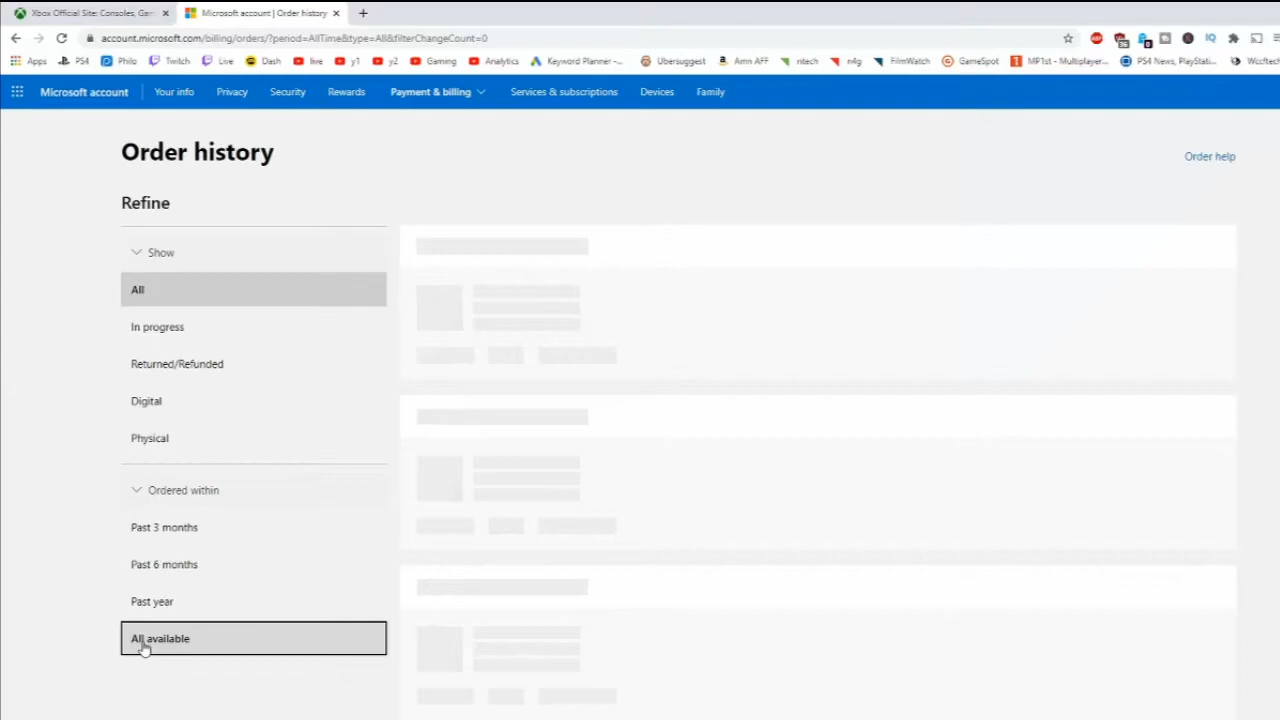 Xbox Official Site: Consoles, Gam
Microsoft account | Order history
account.microsoft.com/billing/orders/?period=AllTime&type=All&filterChangeCount=0
Apps PS4 Philo Twitch Live Dash live y1 y2 Gaming Analytics Keyword Planner -... Ubersuggest Amn AFF ntech n4g FilmWatch GameSpot MP1st - Multiplayer... PS4 News, PlayStati... Wccftech
Microsoft account Your info Privacy Security Rewards Payment & billing Services & subscriptions Devices Family
Order history
Order help
Refine
Show
All
In progress
Returned/Refunded
Digital
Physical
Ordered within
Past 3 months
Past 6 months
Past year
All available